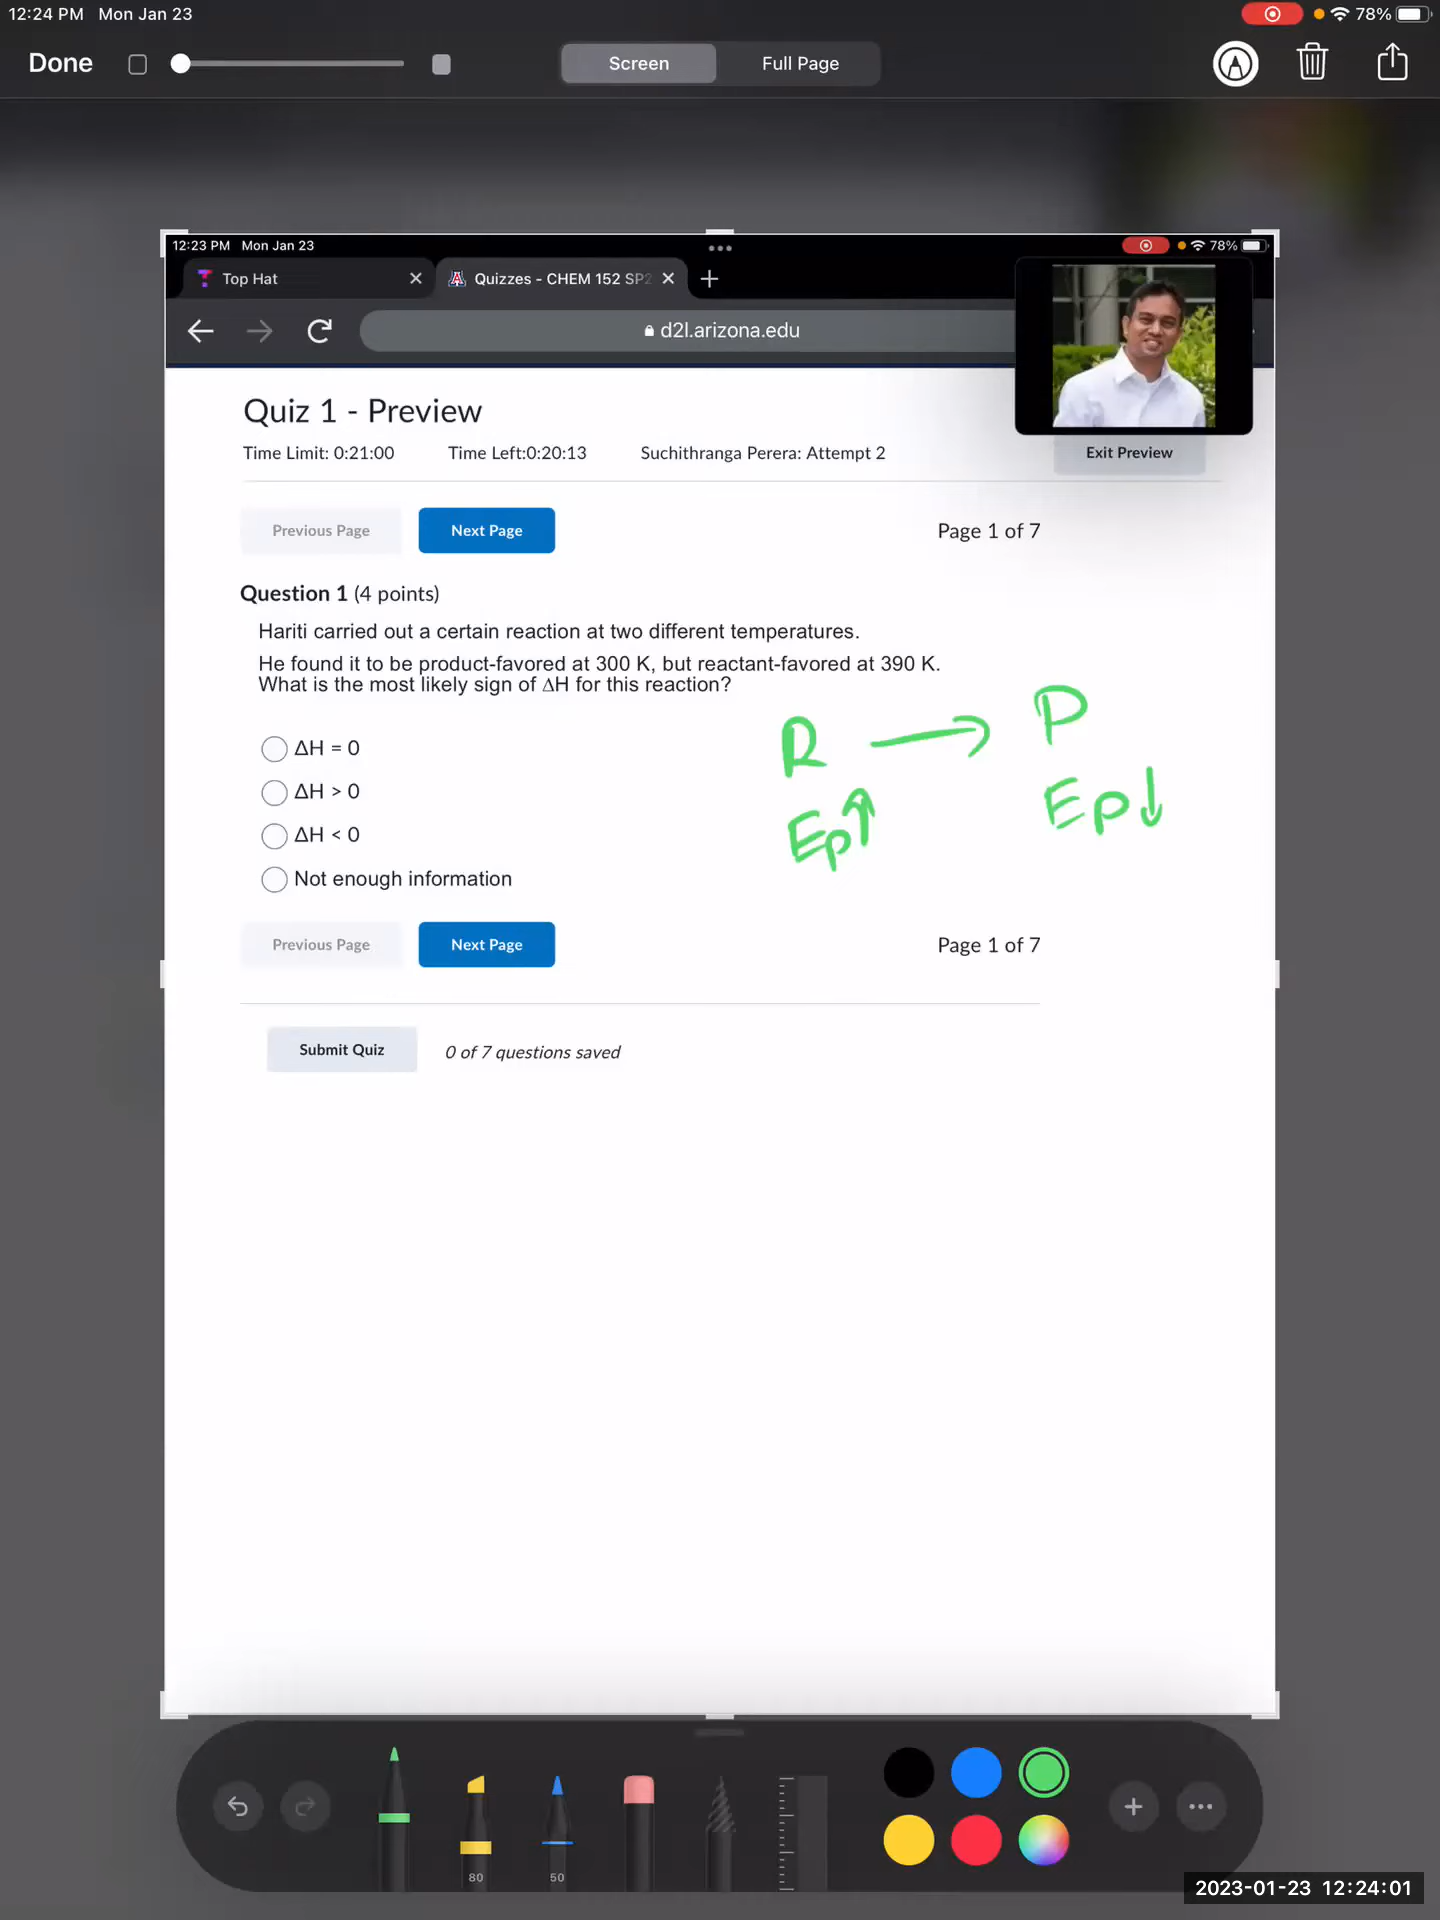 12:24 PM Mon Jan 23
78%
Done
Screen
Full Page
12:23 PM Mon Jan 23
78%
Top Hat
Quizzes - CHEM 152 SP2
d2l.arizona.edu
Quiz 1 - Preview
Time Limit: 0:21:00
Time Left:0:20:13
Suchithranga Perera: Attempt 2
Exit Preview
Previous Page
Next Page
Page 1 of 7
Question 1 (4 points)
Hariti carried out a certain reaction at two different temperatures.
He found it to be product-favored at 300 K, but reactant-favored at 390 K.
What is the most likely sign of ΔH for this reaction?
R → P
Ep↑ Ep↓
ΔH = 0
ΔH > 0
ΔH < 0
Not enough information
Previous Page
Next Page
Page 1 of 7
Submit Quiz
0 of 7 questions saved
80
50
2023-01-23 12:24:01